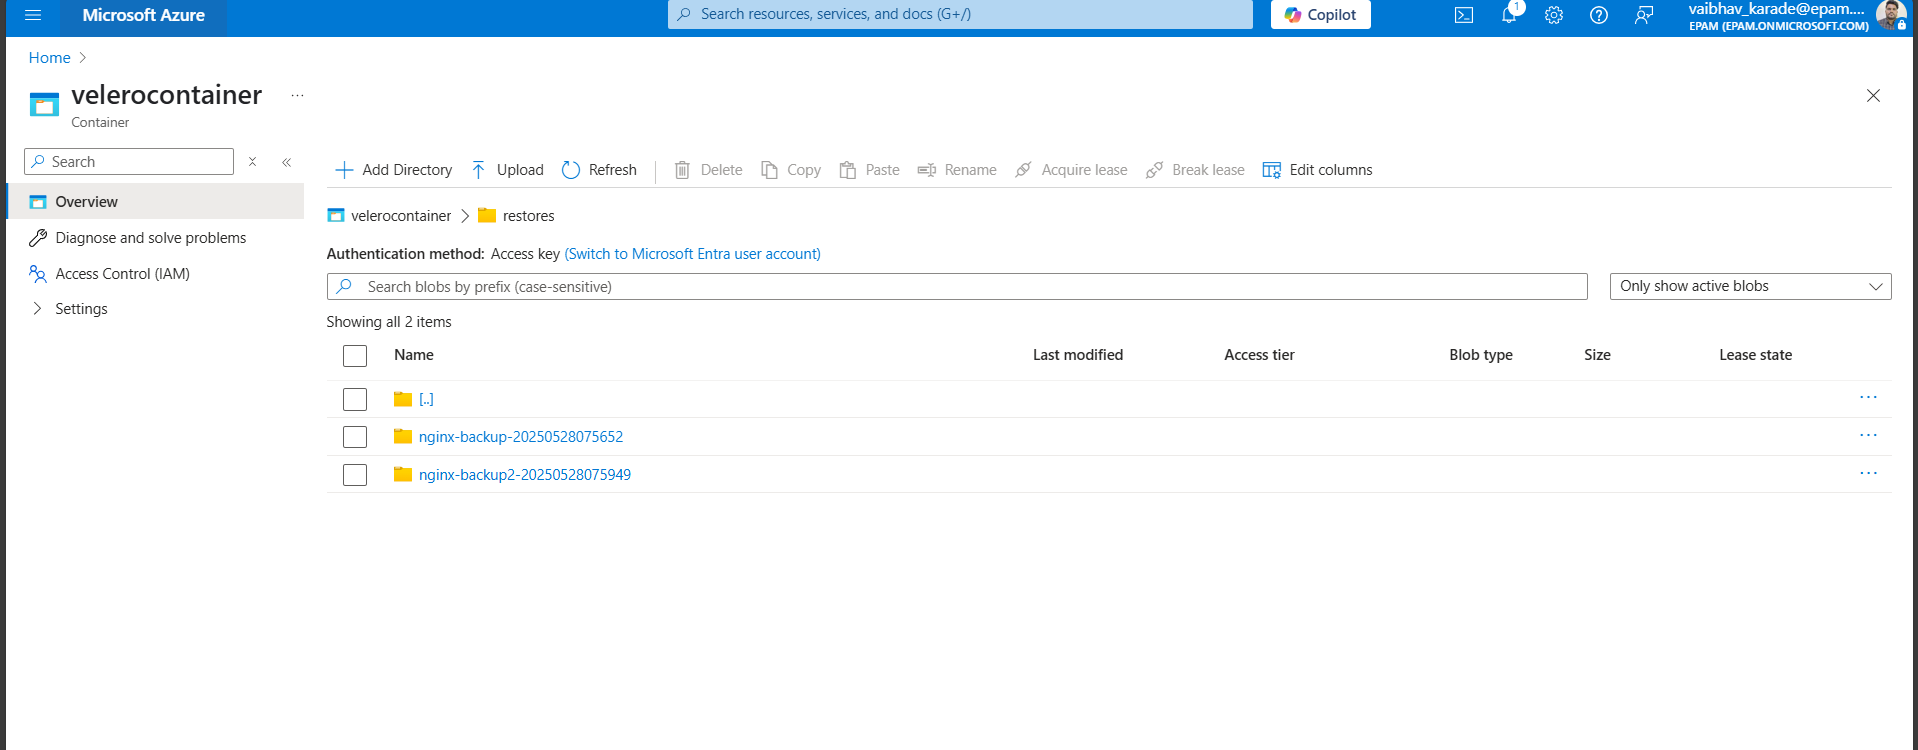 Microsoft Azure
Search resources, services, and docs (G+/)
Copilot
1
vaibhav_karade@epam....
EPAM (EPAM.ONMICROSOFT.COM)
Home
velerocontainer
Container
Search
Overview
Diagnose and solve problems
Access Control (IAM)
Settings
Add Directory Upload Refresh Delete Copy Paste Rename Acquire lease Break lease Edit columns
velerocontainer restores
Authentication method: Access key (Switch to Microsoft Entra user account)
Search blobs by prefix (case-sensitive) Only show active blobs
Showing all 2 items
Name Last modified Access tier Blob type Size Lease state
[..]
nginx-backup-20250528075652
nginx-backup2-20250528075949